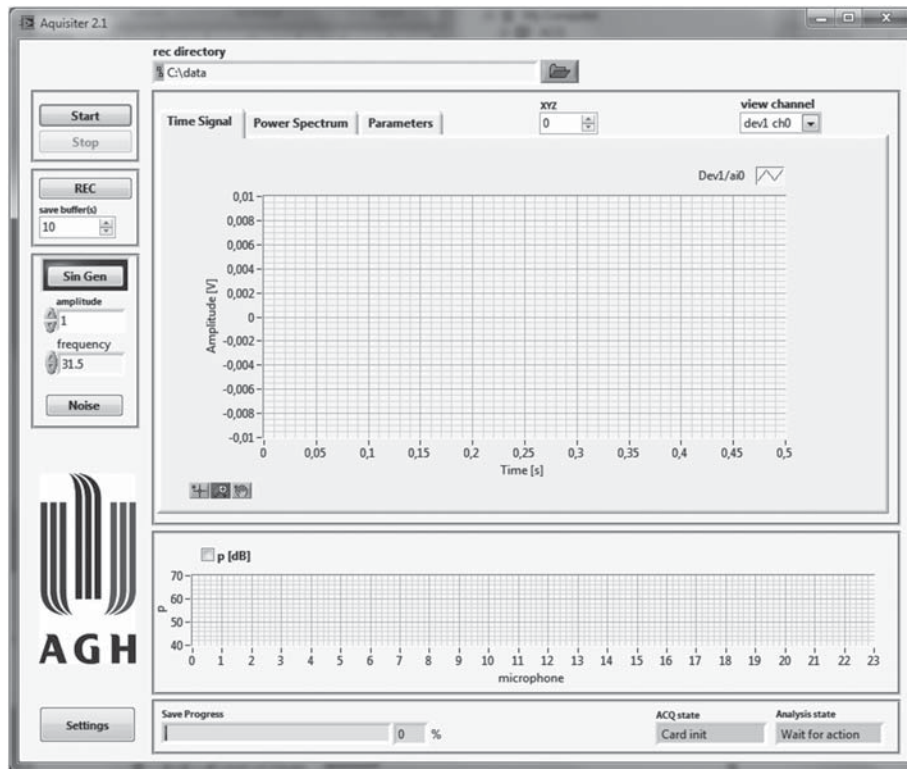 Aquisiter 2.1
rec directory
C:\data
Start
Stop
REC
save buffer(s)
10
Sin Gen
amplitude
1
frequency
31.5
Noise
AGH
Settings
Time Signal
Power Spectrum
Parameters
XYZ
0
view channel
dev1 ch0
Dev1/ai0
Amplitude [V]
0,01
0,008
0,006
0,004
0,002
0
-0,002
-0,004
-0,006
-0,008
-0,01
0 0,05 0,1 0,15 0,2 0,25 0,3 0,35 0,4 0,45 0,5
Time [s]
p [dB]
p
70
60
50
40
0 1 2 3 4 5 6 7 8 9 10 11 12 13 14 15 16 17 18 19 20 21 22 23
microphone
Save Progress
0 %
ACQ state
Card init
Analysis state
Wait for action